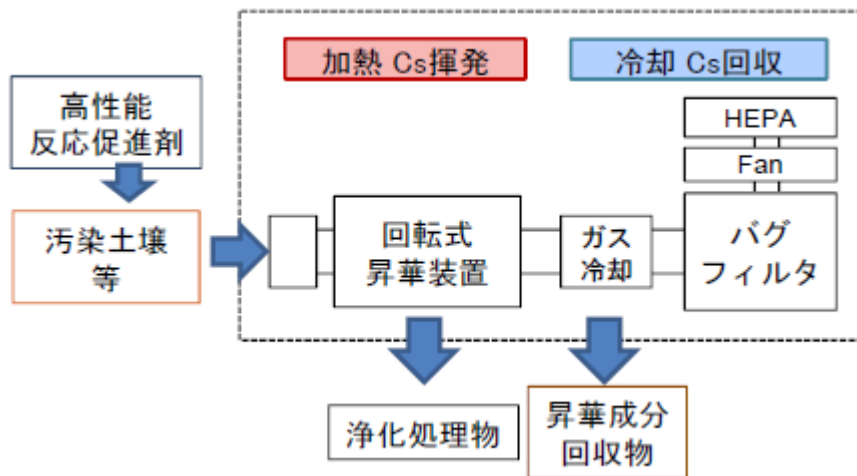 加熱 Cs揮発
冷却 Cs回収
高性能
反応促進剤
HEPA
Fan
汚染土壌
等
回転式
昇華装置
ガス
冷却
バグ
フィルタ
浄化処理物
昇華成分
回収物